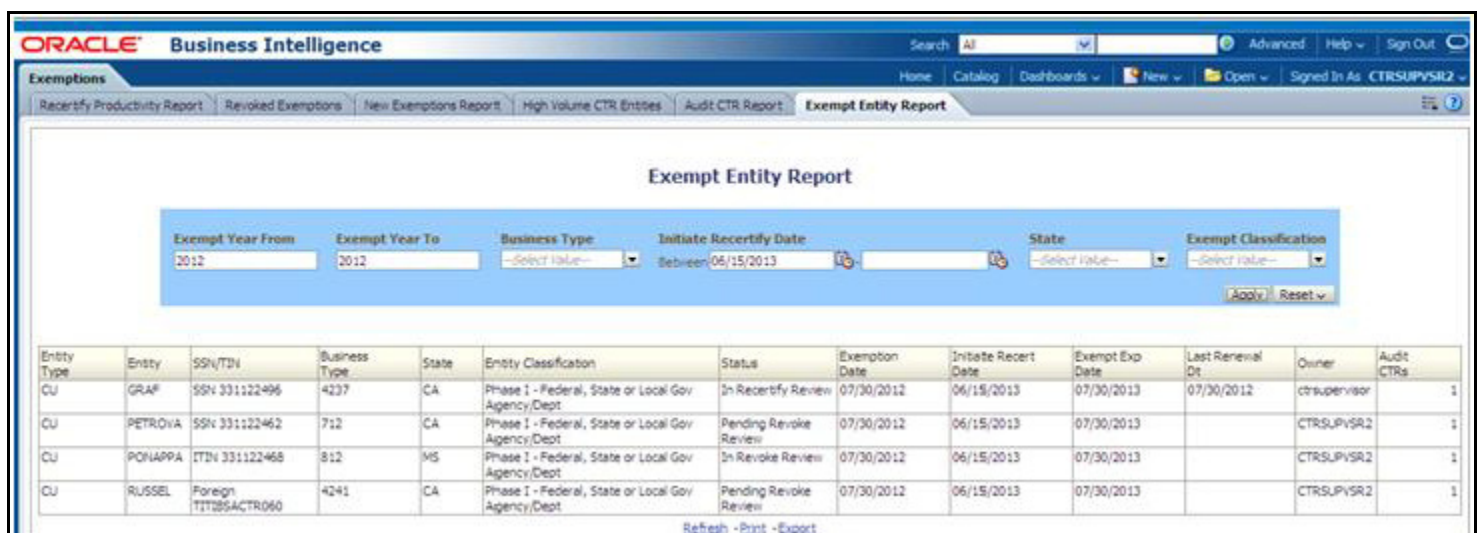 ORACLE Business Intelligence
Search All Advanced Help Sign Out
Exemptions
Home Catalog Dashboards New Open Signed In As CTRSUPVSR2
Recertify Productivity Report Revoked Exemptions New Exemptions Report High Volume CTR Entities Audit CTR Report Exempt Entity Report
Exempt Entity Report
Exempt Year From Exempt Year To Business Type Initiate Recertify Date State Exempt Classification
2012 2012 --Select Value-- Between 06/15/2013 - --Select Value-- --Select Value--
Apply Reset
Entity Type Entity SSN/TIN Business Type State Entity Classification Status Exemption Date Initiate Recert Date Exempt Exp Date Last Renewal Dt Owner Audit CTRs
CU GRAF SSN 331122496 4237 CA Phase I - Federal, State or Local Gov Agency/Dept In Recertify Review 07/30/2012 06/15/2013 07/30/2013 07/30/2012 ctrsupervisor 1
CU PETROVA SSN 331122462 712 CA Phase I - Federal, State or Local Gov Agency/Dept Pending Revoke Review 07/30/2012 06/15/2013 07/30/2013 CTRSUPVSR2 1
CU PONAPPA ITIN 331122468 812 MS Phase I - Federal, State or Local Gov Agency/Dept In Revoke Review 07/30/2012 06/15/2013 07/30/2013 CTRSUPVSR2 1
CU RUSSEL Foreign TITIBSACTR060 4241 CA Phase I - Federal, State or Local Gov Agency/Dept Pending Revoke Review 07/30/2012 06/15/2013 07/30/2013 CTRSUPVSR2 1
Refresh - Print - Export